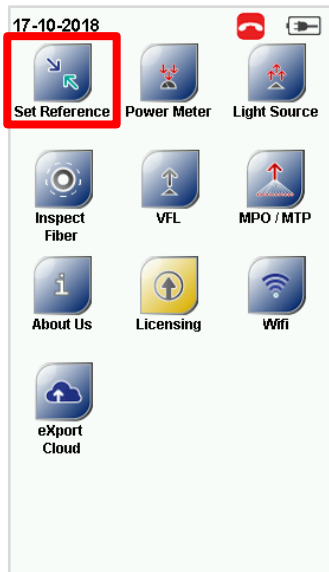 17-10-2018
Set Reference Power Meter Light Source
Inspect Fiber VFL MPO / MTP
About Us Licensing Wifi
eXport
Cloud